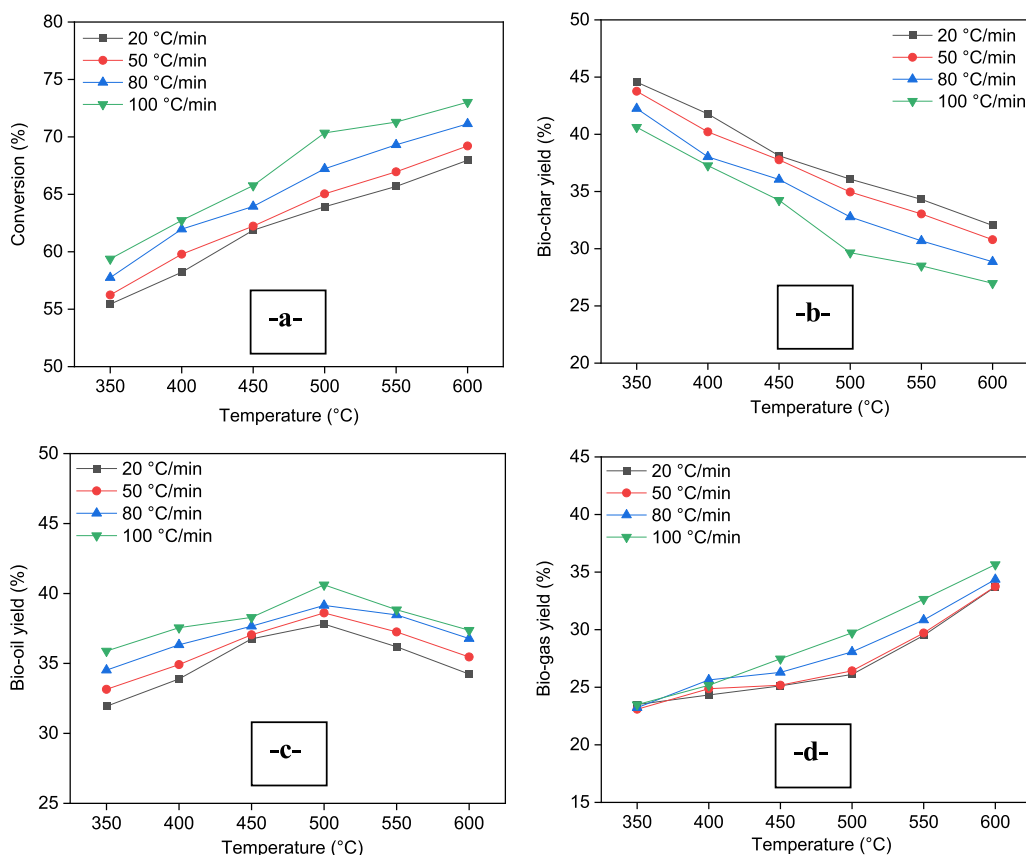 80
75
70
65
60
55
50
Conversion (%)
20 °C/min
50 °C/min
80 °C/min
100 °C/min
-a-
350 400 450 500 550 600
Temperature (°C)
50
45
40
35
30
25
20
Bio-char yield (%)
20 °C/min
50 °C/min
80 °C/min
100 °C/min
-b-
350 400 450 500 550 600
Temperature (°C)
50
45
40
35
30
25
Bio-oil yield (%)
20 °C/min
50 °C/min
80 °C/min
100 °C/min
-c-
350 400 450 500 550 600
Temperature (°C)
45
40
35
30
25
20
15
Bio-gas yield (%)
20 °C/min
50 °C/min
80 °C/min
100 °C/min
-d-
350 400 450 500 550 600
Temperature (°C)